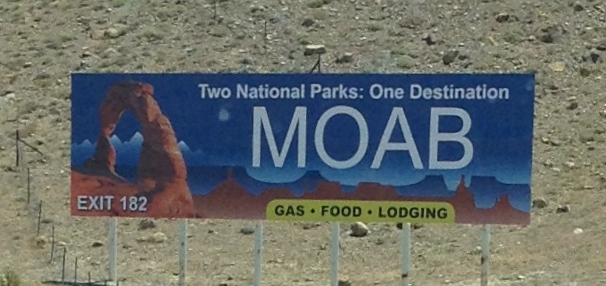 Two National Parks: One Destination
MOAB
EXIT 182
GAS • FOOD • LODGING